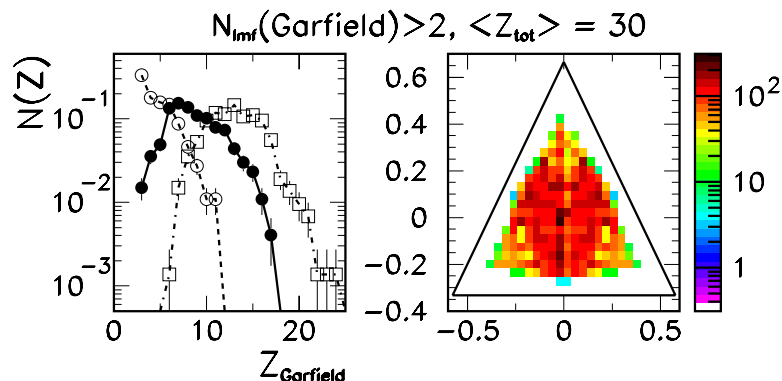 N_imf(Garfield)>2, <Z_tot> = 30
N(Z)
10^-1
10^-2
10^-3
0 10 20
Z_Garfield
0.6
0.4
0.2
0
-0.2
-0.4
-0.5 0 0.5
10^2
10
1